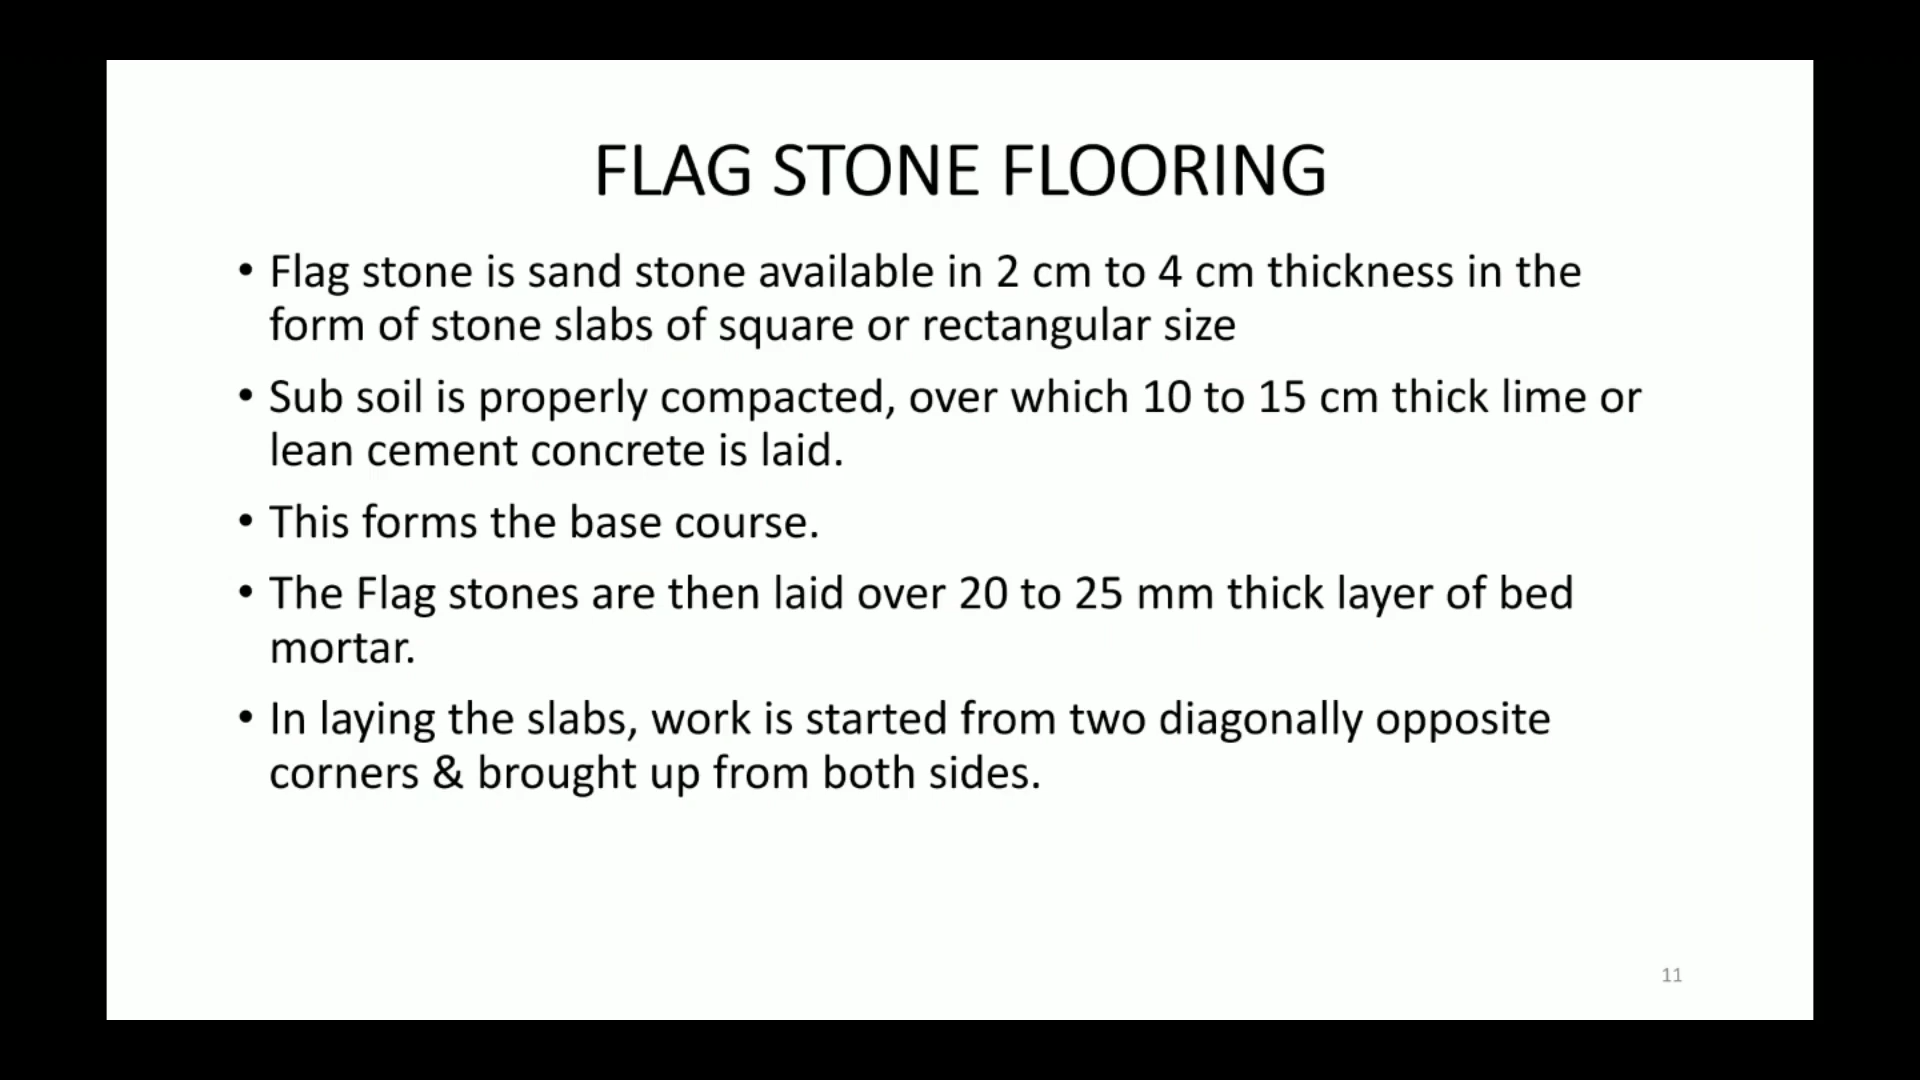 FLAG STONE FLOORING
• Flag stone is sand stone available in 2 cm to 4 cm thickness in the
form of stone slabs of square or rectangular size
• Sub soil is properly compacted, over which 10 to 15 cm thick lime or
lean cement concrete is laid.
• This forms the base course.
• The Flag stones are then laid over 20 to 25 mm thick layer of bed
mortar.
• In laying the slabs, work is started from two diagonally opposite
corners & brought up from both sides.
11